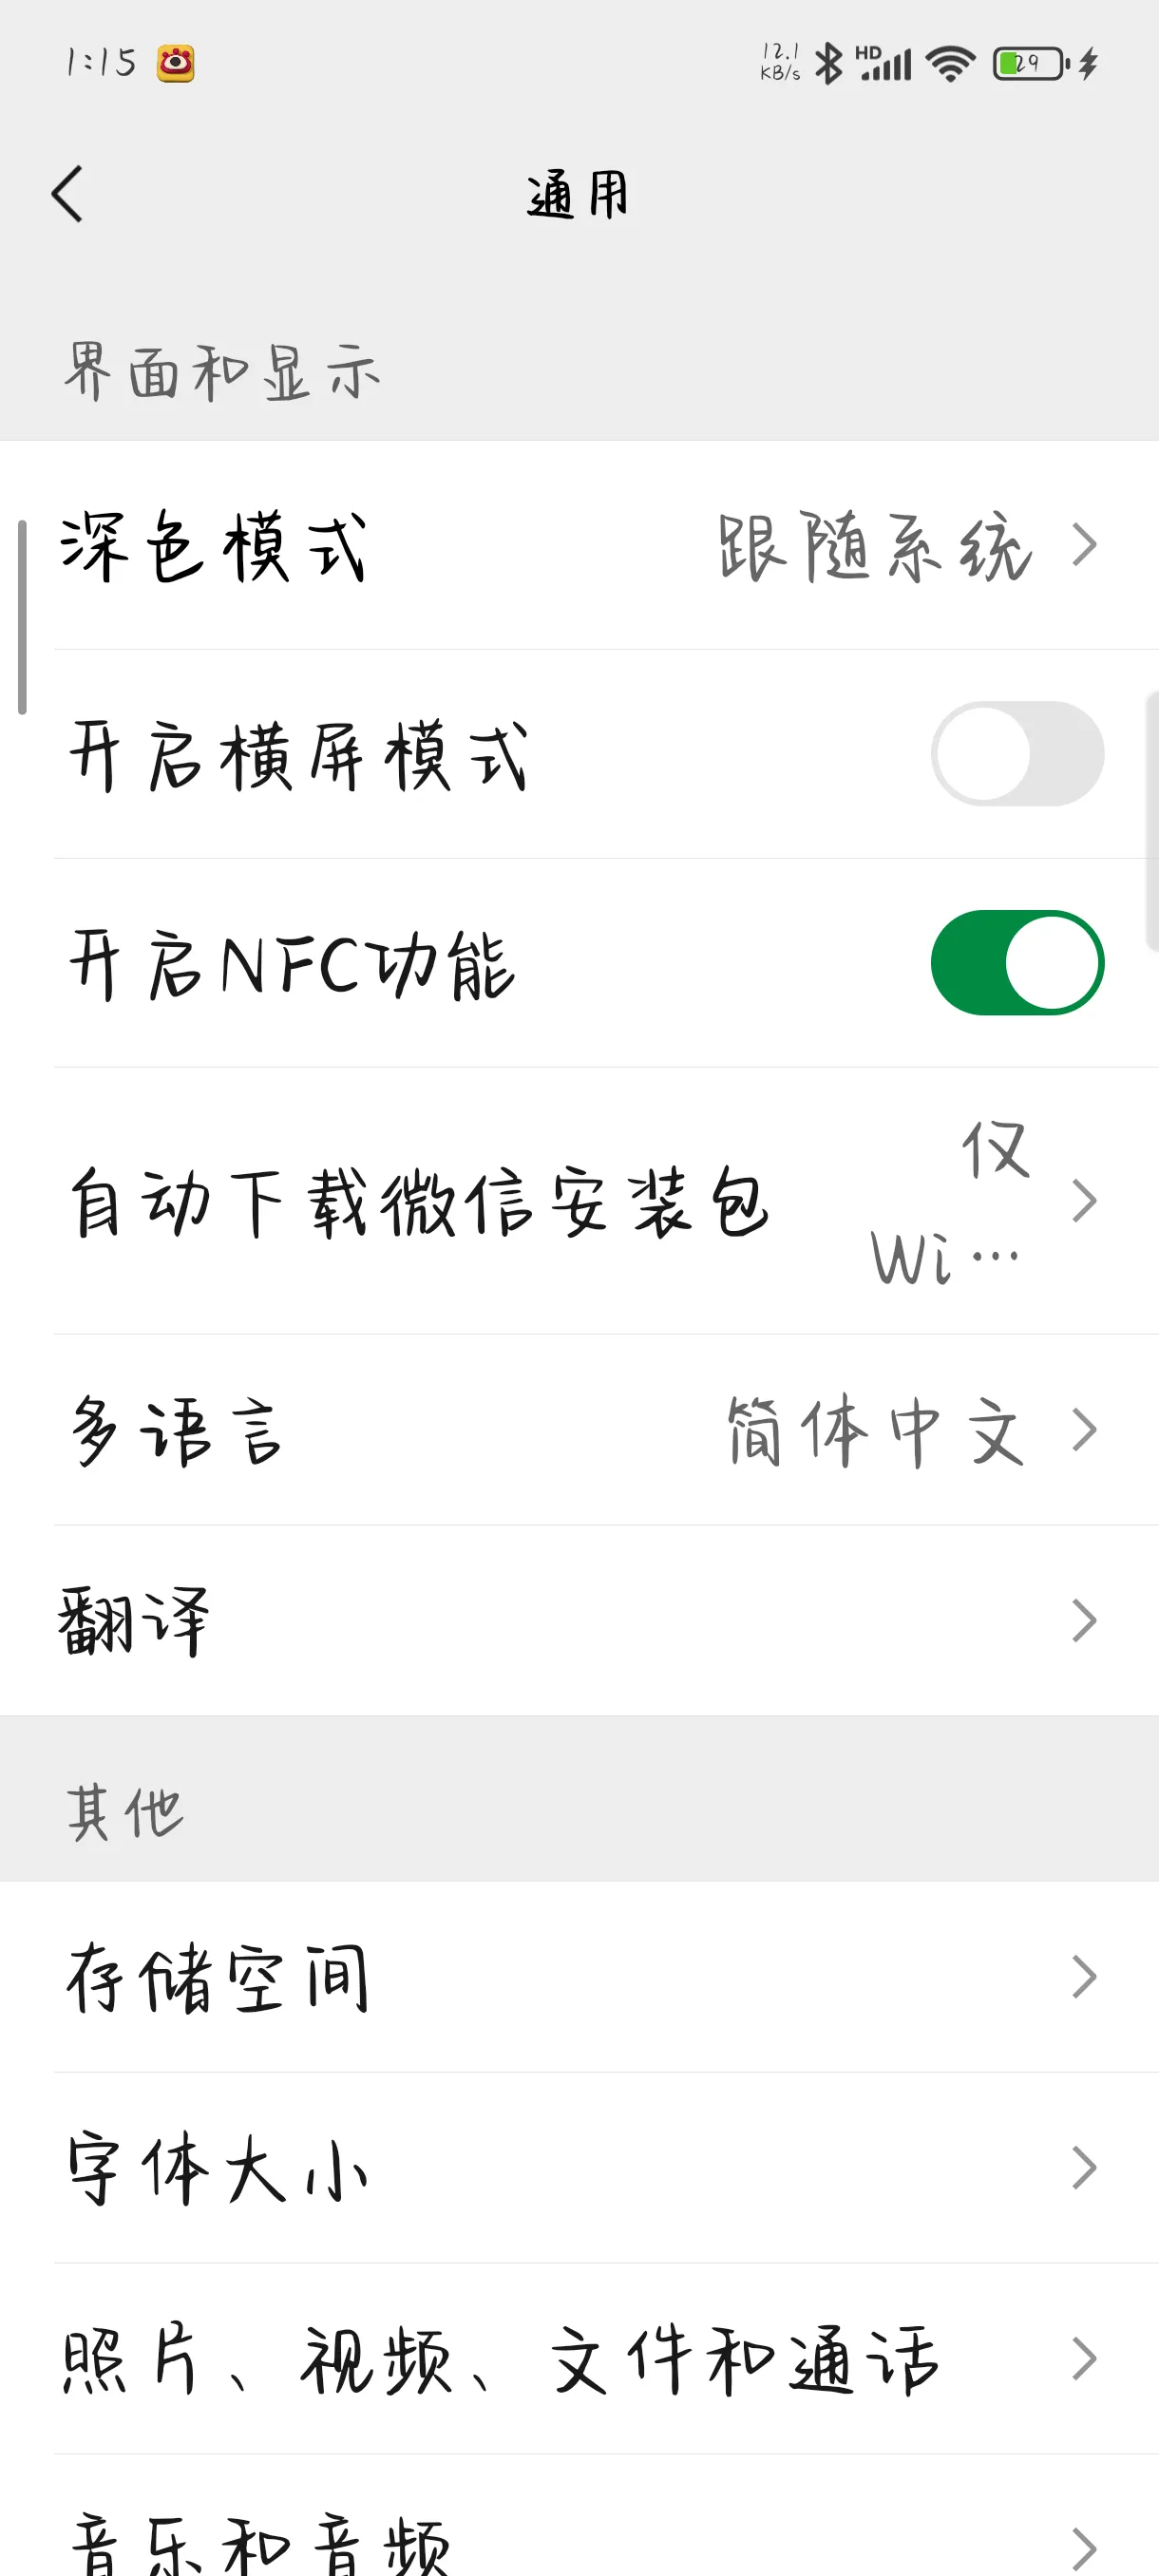 1:15
12.1
KB/s
HD
29
通用
界面和显示
深色模式 跟随系统
开启横屏模式
开启NFC功能
自动下载微信安装包 仅
Wi…
多语言 简体中文
翻译
其他
存储空间
字体大小
照片、视频、文件和通话
音乐和音频